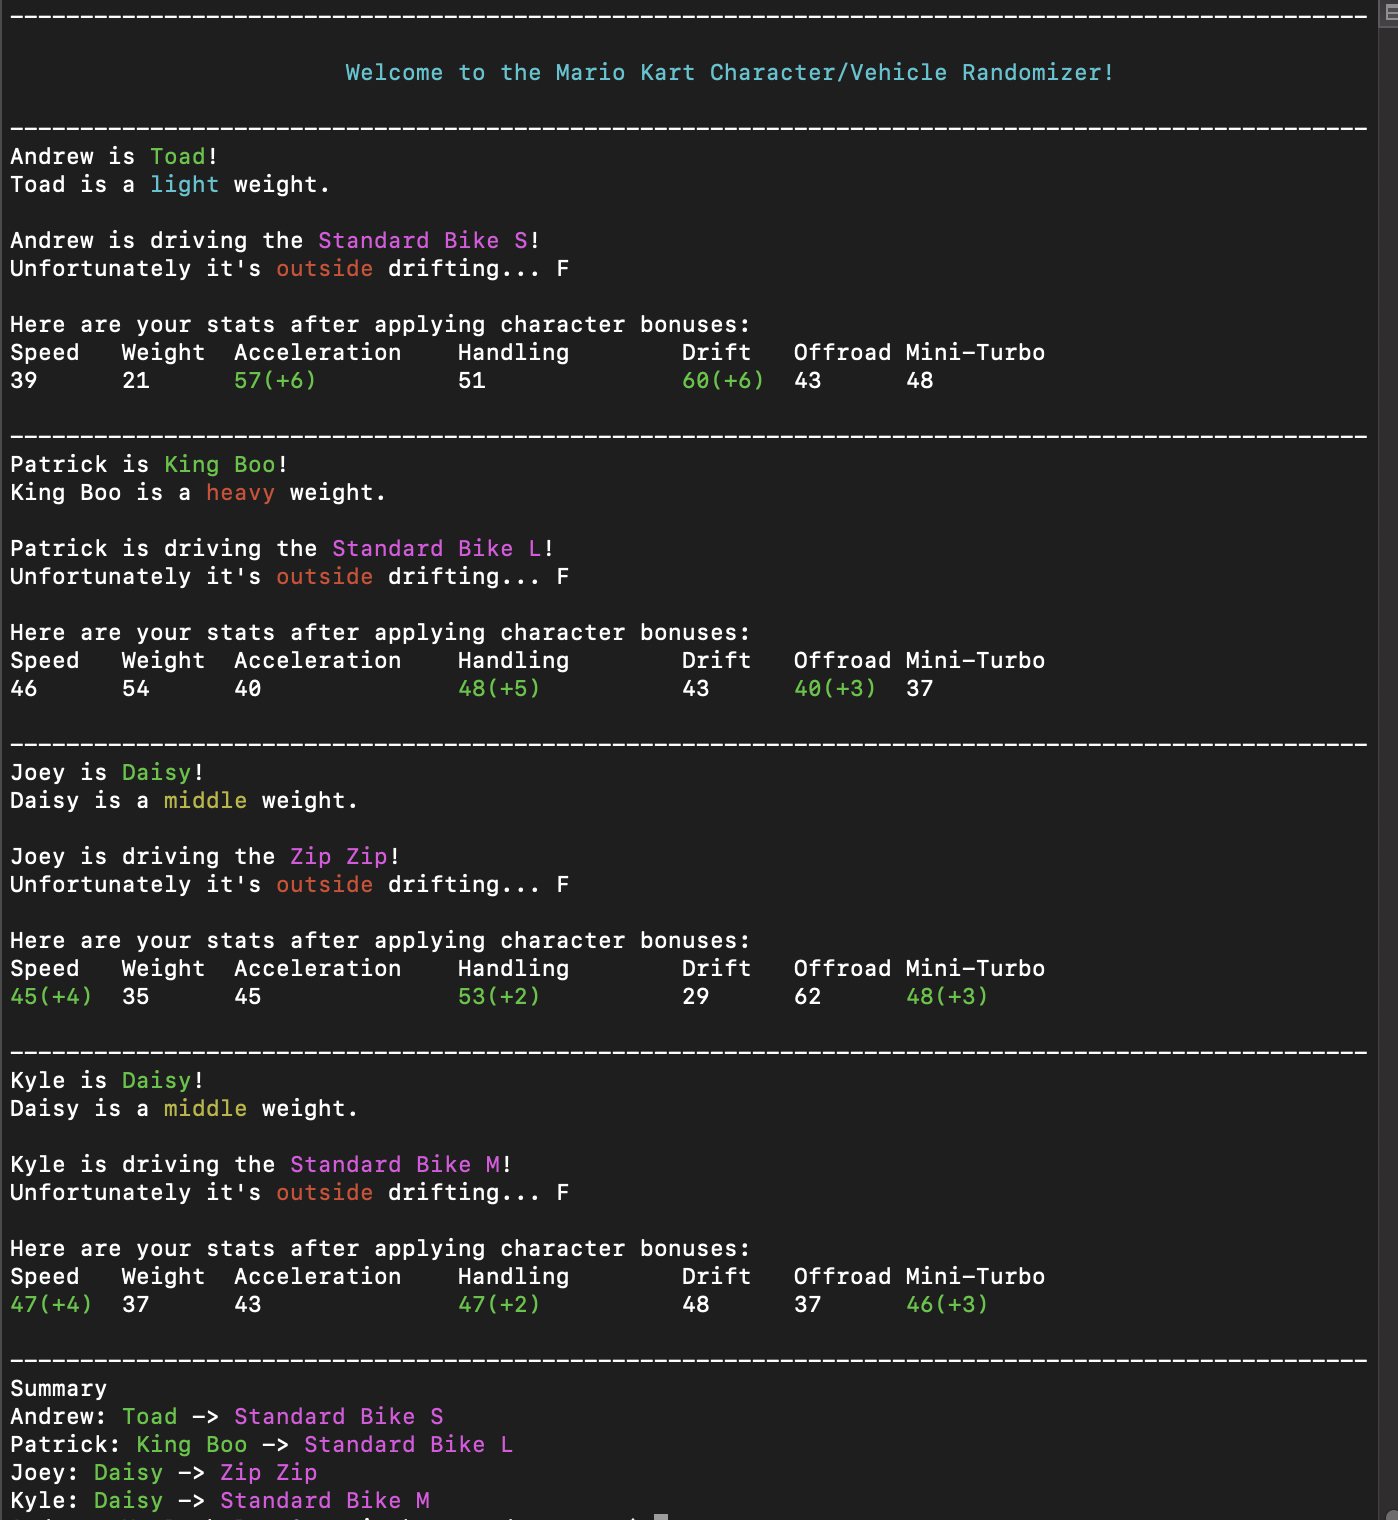 Welcome to the Mario Kart Character/Vehicle Randomizer!
Andrew is Toad!
Toad is a light weight.
Andrew is driving the Standard Bike S!
Unfortunately it's outside drifting... F
Here are your stats after applying character bonuses:
Speed Weight Acceleration Handling Drift Offroad Mini-Turbo
39 21 57(+6) 51 60(+6) 43 48
Patrick is King Boo!
King Boo is a heavy weight.
Patrick is driving the Standard Bike L!
Unfortunately it's outside drifting... F
Here are your stats after applying character bonuses:
Speed Weight Acceleration Handling Drift Offroad Mini-Turbo
46 54 40 48(+5) 43 40(+3) 37
Joey is Daisy!
Daisy is a middle weight.
Joey is driving the Zip Zip!
Unfortunately it's outside drifting... F
Here are your stats after applying character bonuses:
Speed Weight Acceleration Handling Drift Offroad Mini-Turbo
45(+4) 35 45 53(+2) 29 62 48(+3)
Kyle is Daisy!
Daisy is a middle weight.
Kyle is driving the Standard Bike M!
Unfortunately it's outside drifting... F
Here are your stats after applying character bonuses:
Speed Weight Acceleration Handling Drift Offroad Mini-Turbo
47(+4) 37 43 47(+2) 48 37 46(+3)
Summary
Andrew: Toad -> Standard Bike S
Patrick: King Boo -> Standard Bike L
Joey: Daisy -> Zip Zip
Kyle: Daisy -> Standard Bike M